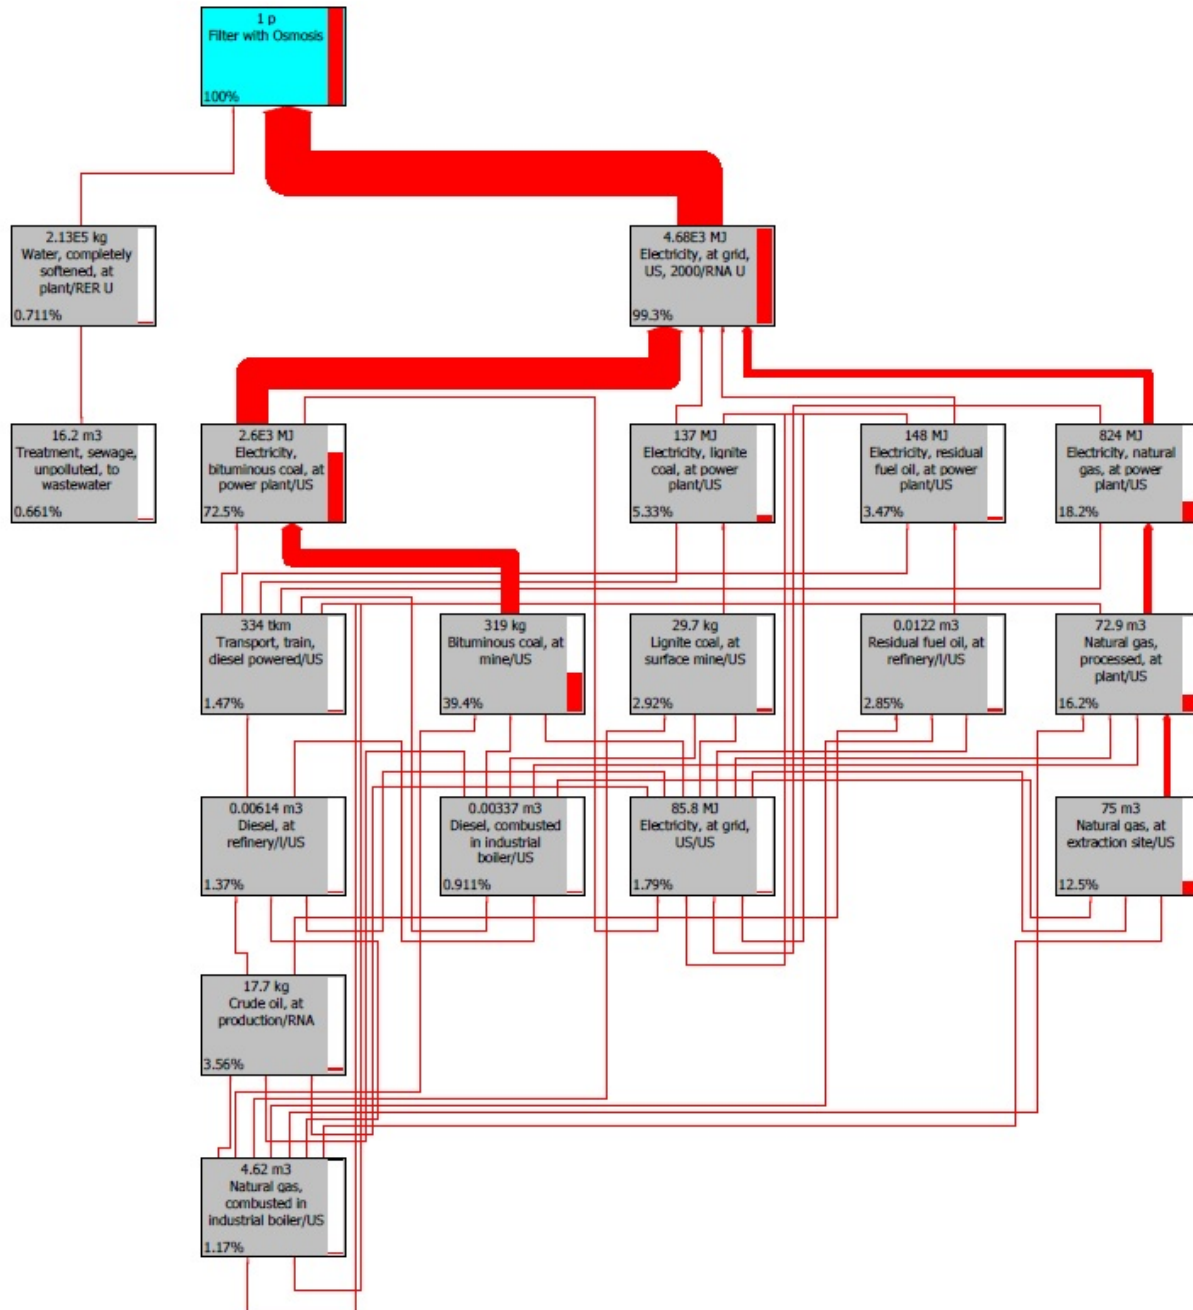 1 p
Filter with Osmosis
100%
2.13E5 kg
Water, completely
softened, at
plant/RER U
0.711%
4.68E3 MJ
Electricity, at grid,
US, 2000/RNA U
99.3%
16.2 m3
Treatment, sewage,
unpolluted, to
wastewater
0.661%
2.6E3 MJ
Electricity,
bituminous coal, at
power plant/US
72.5%
137 MJ
Electricity, lignite
coal, at power
plant/US
5.33%
148 MJ
Electricity, residual
fuel oil, at power
plant/US
3.47%
824 MJ
Electricity, natural
gas, at power
plant/US
18.2%
334 tkm
Transport, train,
diesel powered/US
1.47%
319 kg
Bituminous coal, at
mine/US
39.4%
29.7 kg
Lignite coal, at
surface mine/US
2.92%
0.0122 m3
Residual fuel oil, at
refinery/l/US
2.85%
72.9 m3
Natural gas,
processed, at
plant/US
16.2%
0.00614 m3
Diesel, at
refinery/l/US
1.37%
0.00337 m3
Diesel, combusted
in industrial
boiler/US
0.911%
85.8 MJ
Electricity, at grid,
US/US
1.79%
75 m3
Natural gas, at
extraction site/US
12.5%
17.7 kg
Crude oil, at
production/RNA
3.56%
4.62 m3
Natural gas,
combusted in
industrial boiler/US
1.17%